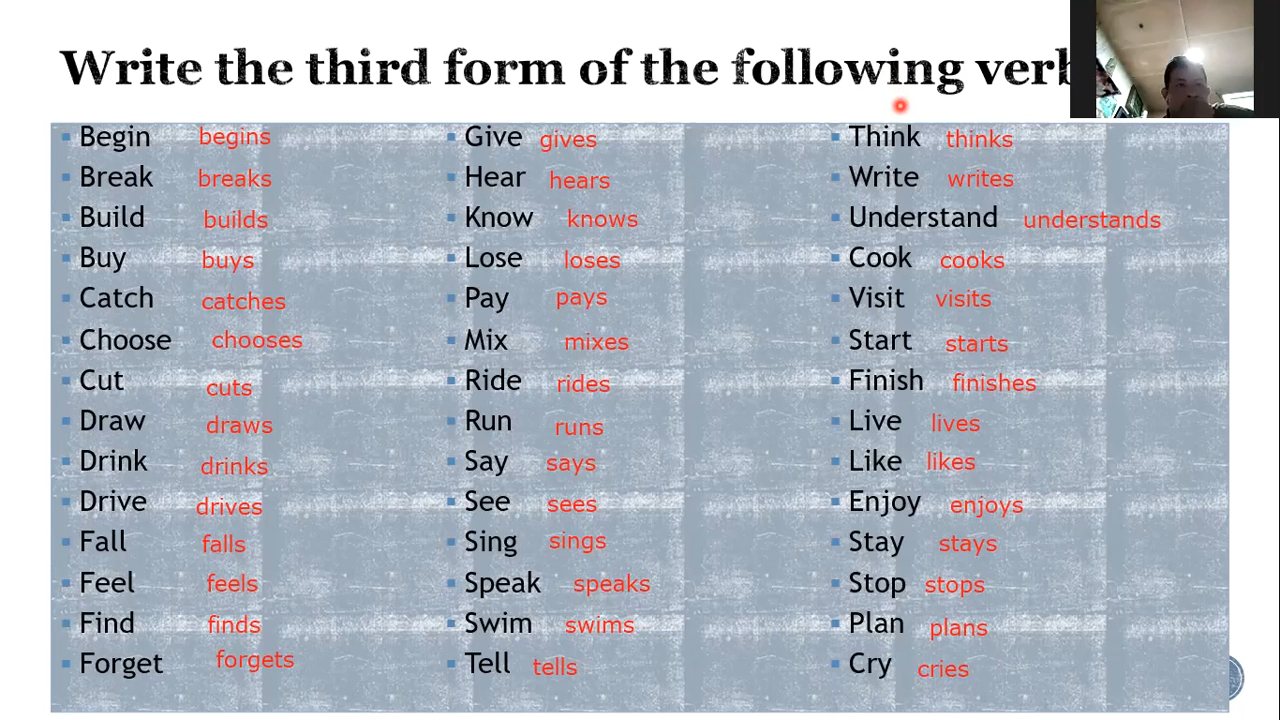 Write the third form of the following verb
Begin begins
Break breaks
Build builds
Buy buys
Catch catches
Choose chooses
Cut cuts
Draw draws
Drink drinks
Drive drives
Fall falls
Feel feels
Find finds
Forget forgets
Give gives
Hear hears
Know knows
Lose loses
Pay pays
Mix mixes
Ride rides
Run runs
Say says
See sees
Sing sings
Speak speaks
Swim swims
Tell tells
Think thinks
Write writes
Understand understands
Cook cooks
Visit visits
Start starts
Finish finishes
Live lives
Like likes
Enjoy enjoys
Stay stays
Stop stops
Plan plans
Cry cries